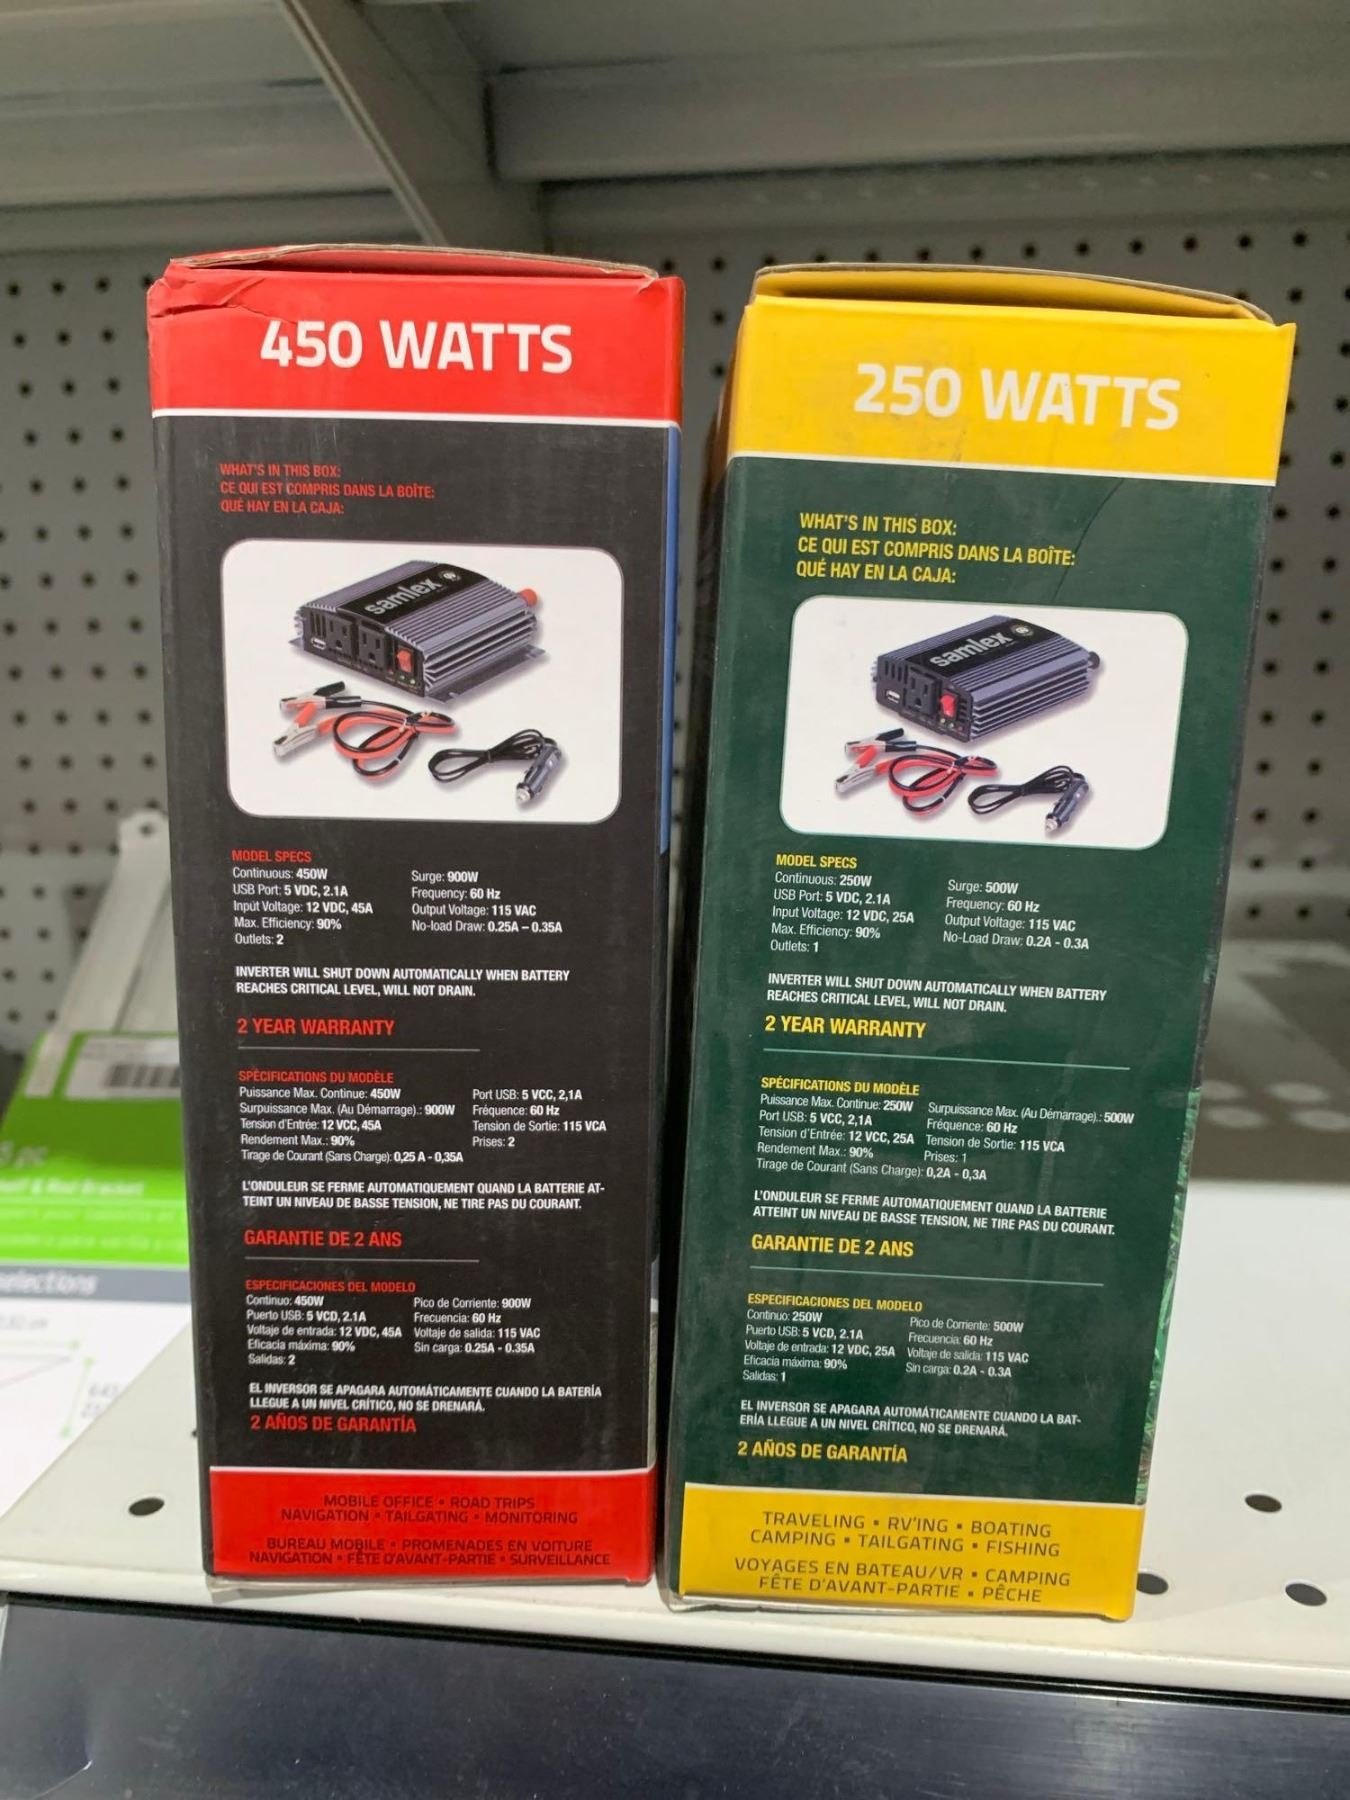 450 WATTS
WHAT'S IN THIS BOX:
CE QUI EST COMPRIS DANS LA BOÎTE:
QUÉ HAY EN LA CAJA:
samlex
MODEL SPECS
Continuous: 450W
USB Port: 5 VDC, 2.1A
Input Voltage: 12 VDC, 45A
Max. Efficiency: 90%
Outlets: 2
Surge: 900W
Frequency: 60 Hz
Output Voltage: 115 VAC
No-load Draw: 0.25A – 0.35A
INVERTER WILL SHUT DOWN AUTOMATICALLY WHEN BATTERY
REACHES CRITICAL LEVEL, WILL NOT DRAIN.
2 YEAR WARRANTY
SPÉCIFICATIONS DU MODÈLE
Puissance Max. Continue: 450W
Surpuissance Max. (Au Démarrage).: 900W
Tension d'Entrée: 12 VCC, 45A
Rendement Max.: 90%
Tirage de Courant (Sans Charge): 0,25 A - 0,35A
Port USB: 5 VCC, 2,1A
Fréquence: 60 Hz
Tension de Sortie: 115 VCA
Prises: 2
L'ONDULEUR SE FERME AUTOMATIQUEMENT QUAND LA BATTERIE AT-
TEINT UN NIVEAU DE BASSE TENSION, NE TIRE PAS DU COURANT.
GARANTIE DE 2 ANS
ESPECIFICACIONES DEL MODELO
Continuo: 450W
Puerto USB: 5 VCD, 2.1A
Voltaje de entrada: 12 VDC, 45A
Eficacia máxima: 90%
Salidas: 2
Pico de Corriente: 900W
Frecuencia: 60 Hz
Voltaje de salida: 115 VAC
Sin carga: 0.25A - 0.35A
EL INVERSOR SE APAGARA AUTOMÁTICAMENTE CUANDO LA BATERÍA
LLEGUE A UN NIVEL CRÍTICO, NO SE DRENARÁ.
2 AÑOS DE GARANTÍA
MOBILE OFFICE • ROAD TRIPS
NAVIGATION • TAILGATING • MONITORING
BUREAU MOBILE • PROMENADES EN VOITURE
NAVIGATION • FÊTE D'AVANT-PARTIE • SURVEILLANCE
250 WATTS
WHAT'S IN THIS BOX:
CE QUI EST COMPRIS DANS LA BOÎTE:
QUÉ HAY EN LA CAJA:
samlex
MODEL SPECS
Continuous: 250W
USB Port: 5 VDC, 2.1A
Input Voltage: 12 VDC, 25A
Max. Efficiency: 90%
Outlets: 1
Surge: 500W
Frequency: 60 Hz
Output Voltage: 115 VAC
No-Load Draw: 0.2A - 0.3A
INVERTER WILL SHUT DOWN AUTOMATICALLY WHEN BATTERY
REACHES CRITICAL LEVEL, WILL NOT DRAIN.
2 YEAR WARRANTY
SPÉCIFICATIONS DU MODÈLE
Puissance Max. Continue: 250W
Port USB: 5 VCC, 2,1A
Tension d'Entrée: 12 VCC, 25A
Rendement Max.: 90%
Tirage de Courant (Sans Charge): 0,2A - 0,3A
Surpuissance Max. (Au Démarrage).: 500W
Fréquence: 60 Hz
Tension de Sortie: 115 VCA
Prises: 1
L'ONDULEUR SE FERME AUTOMATIQUEMENT QUAND LA BATTERIE
ATTEINT UN NIVEAU DE BASSE TENSION, NE TIRE PAS DU COURANT.
GARANTIE DE 2 ANS
ESPECIFICACIONES DEL MODELO
Continuo: 250W
Puerto USB: 5 VCD, 2.1A
Voltaje de entrada: 12 VDC, 25A
Eficacia máxima: 90%
Salidas: 1
Pico de Corriente: 500W
Frecuencia: 60 Hz
Voltaje de salida: 115 VAC
Sin carga: 0.2A - 0.3A
EL INVERSOR SE APAGARA AUTOMÁTICAMENTE CUANDO LA BAT-
ERÍA LLEGUE A UN NIVEL CRÍTICO, NO SE DRENARÁ.
2 AÑOS DE GARANTÍA
TRAVELING • RV'ING • BOATING
CAMPING • TAILGATING • FISHING
VOYAGES EN BATEAU/VR • CAMPING
FÊTE D'AVANT-PARTIE • PÊCHE
selections